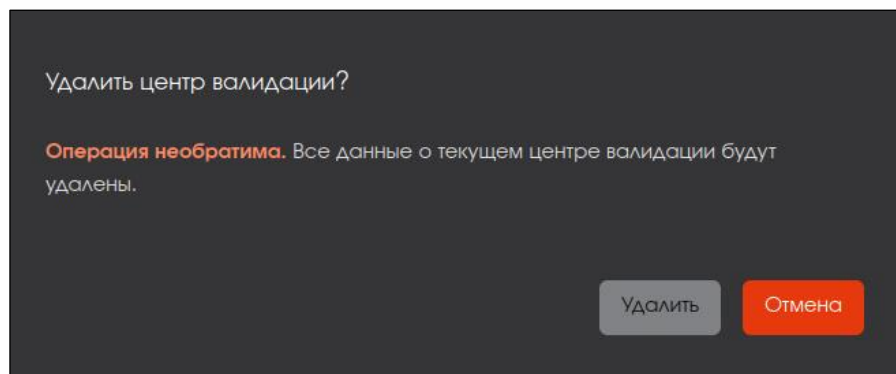 Удалить центр валидации?
Операция необратима. Все данные о текущем центре валидации будут
удалены.
Удалить
Отмена